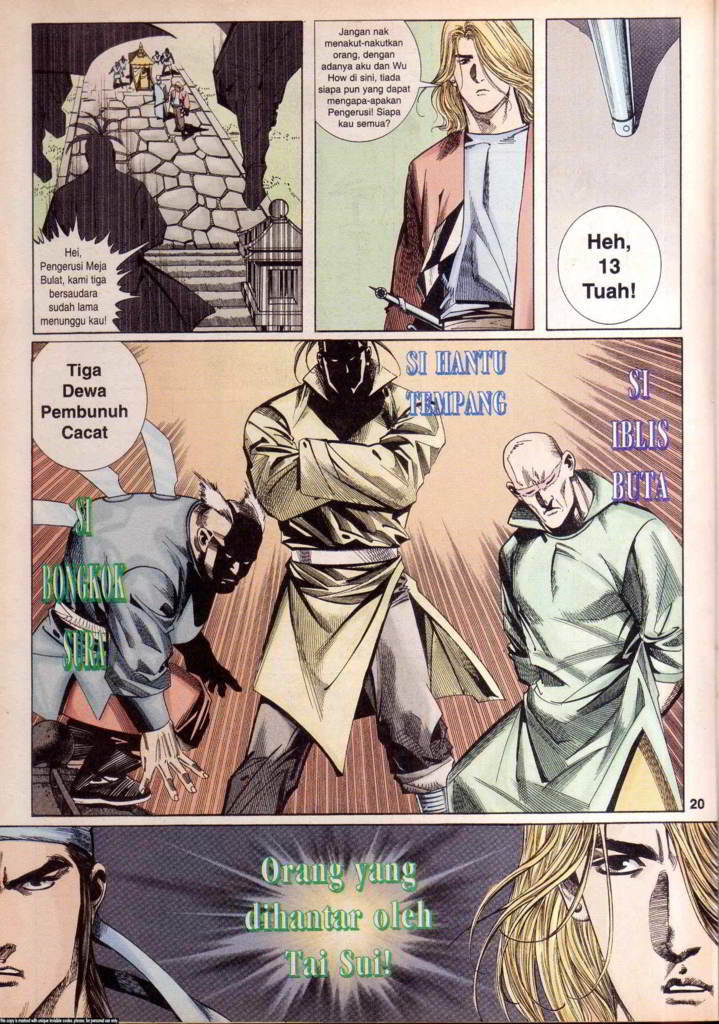 Hei,
Pengerusi Meja
Bulat, kami tiga
bersaudara
sudah lama
menunggu kau!
Jangan nak
menakut-nakutkan
orang, dengan
adanya aku dan Wu
How di sini, tiada
siapa pun yang dapat
mengapa-apakan
Pengerusi! Siapa
kau semua?
Heh,
13
Tuah!
Tiga
Dewa
Pembunuh
Cacat
SI
BONGKOK
SURA
SI HANTU
TEMPANG
SI
IBLIS
BUTA
20
Orang yang
dihantar oleh
Tai Sui!